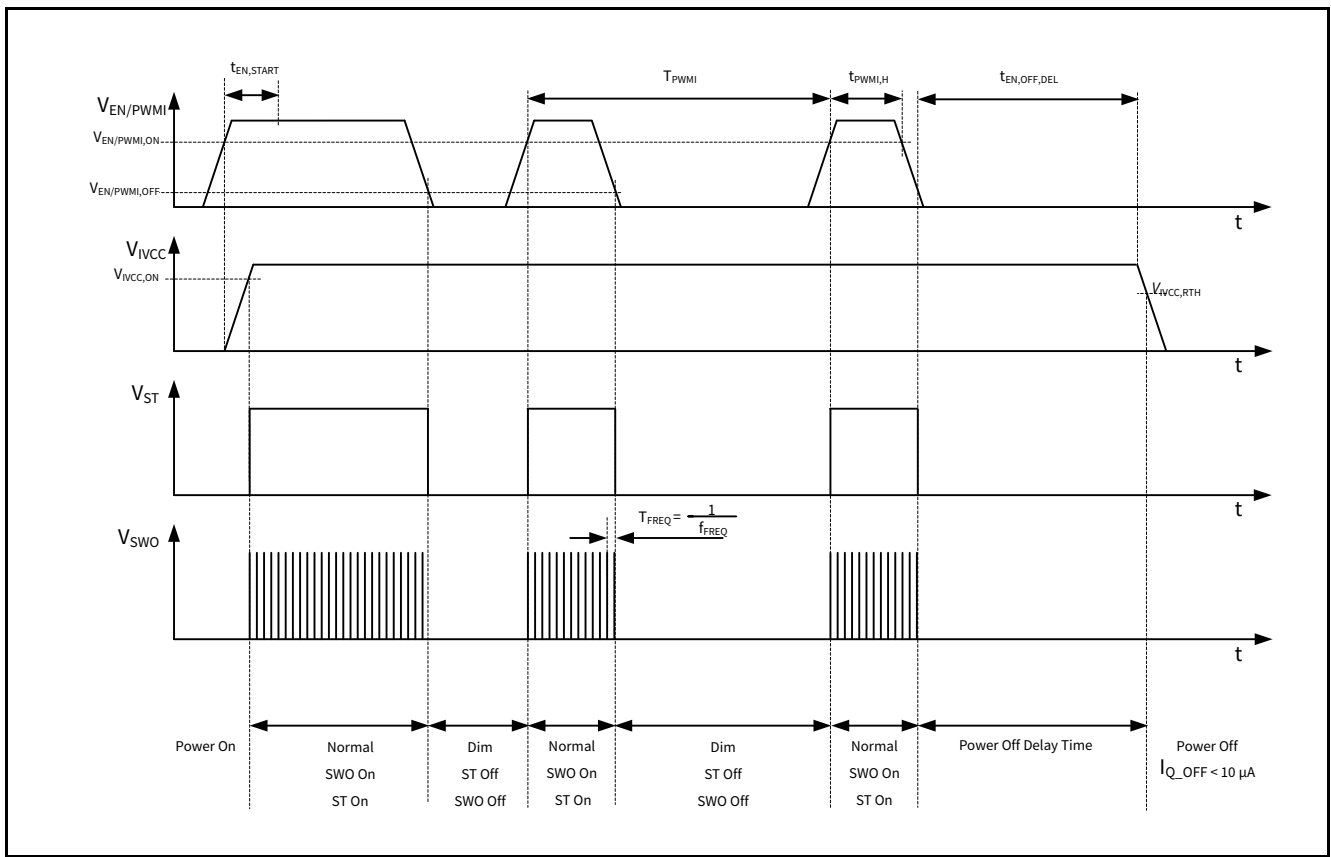 tEN,START
TPWMI
tPWMI,H
tEN,OFF,DEL
VEN/PWMI
VEN/PWMI,ON
VEN/PWMI,OFF
t
VIVCC
VIVCC,ON
VIVCC,RTH
t
VST
t
TFREQ = 1
fFREQ
VSWO
t
Power On
Normal
SWO On
ST On
Dim
ST Off
SWO Off
Normal
SWO On
ST On
Dim
ST Off
SWO Off
Normal
SWO On
ST On
Power Off Delay Time
Power Off
IQ_OFF < 10 µA